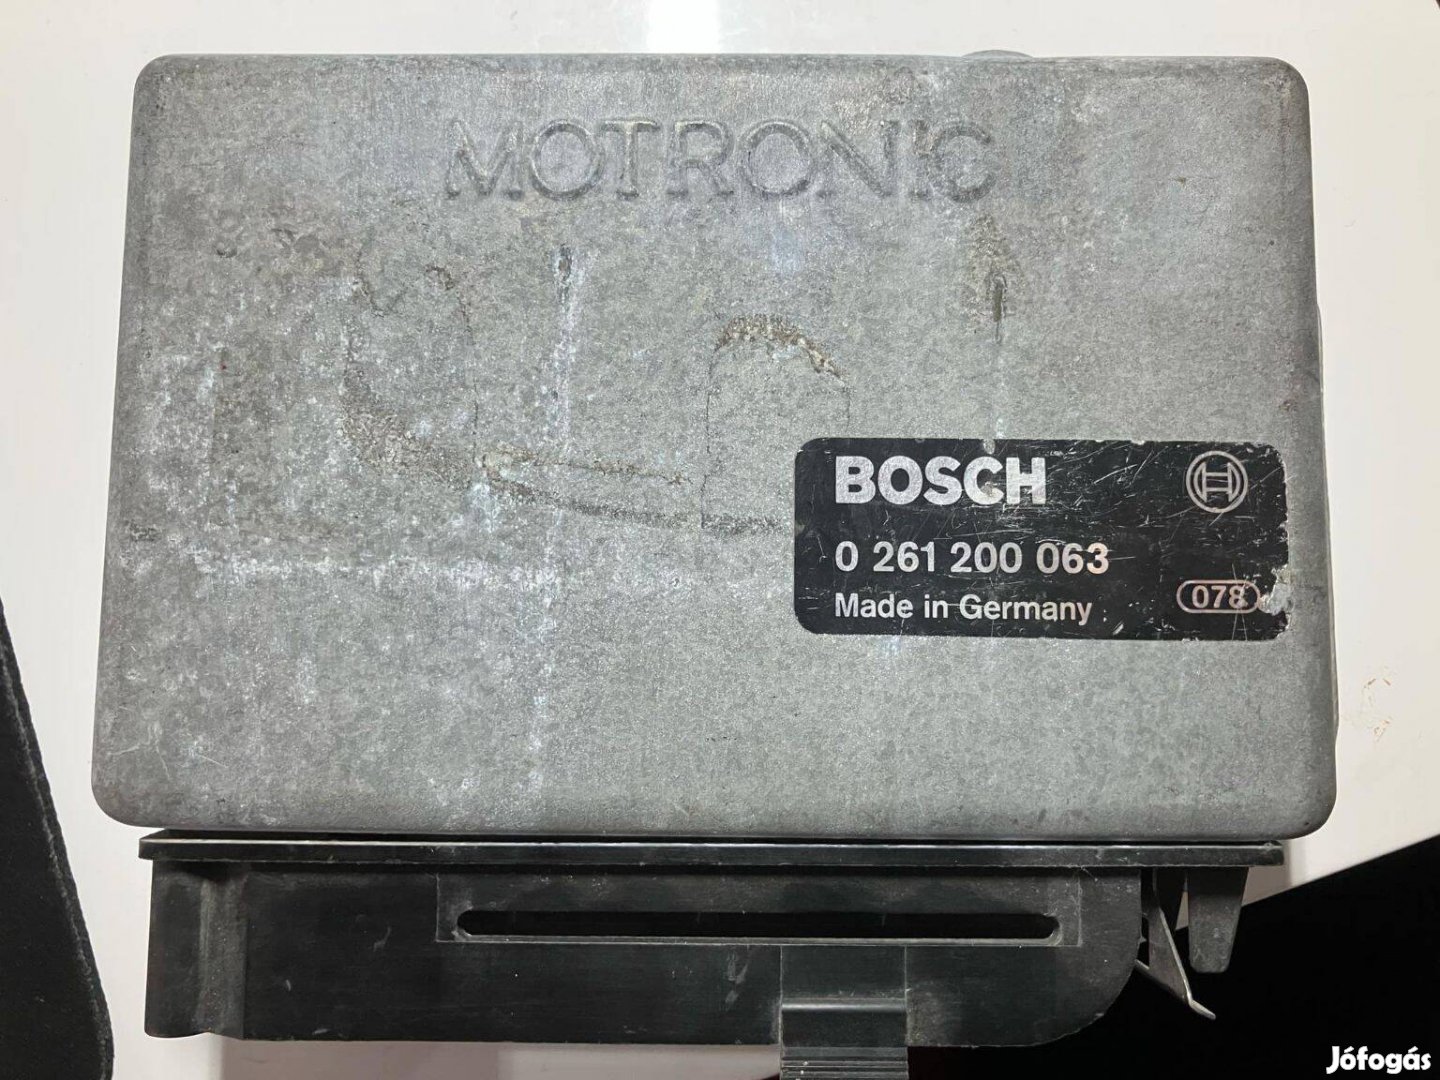 MOTRONIC
BOSCH
0 261 200 063
Made in Germany
078
Jófogás